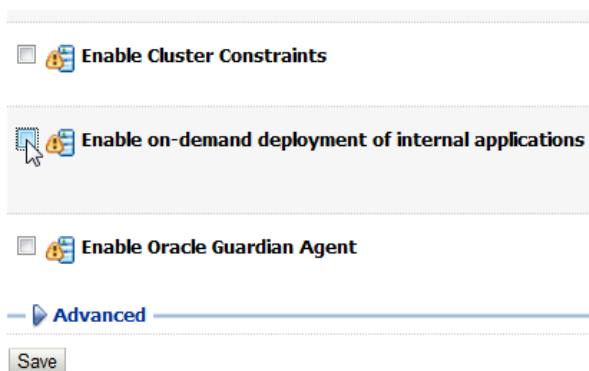 Enable Cluster Constraints
Enable on-demand deployment of internal applications
Enable Oracle Guardian Agent
Advanced
Save